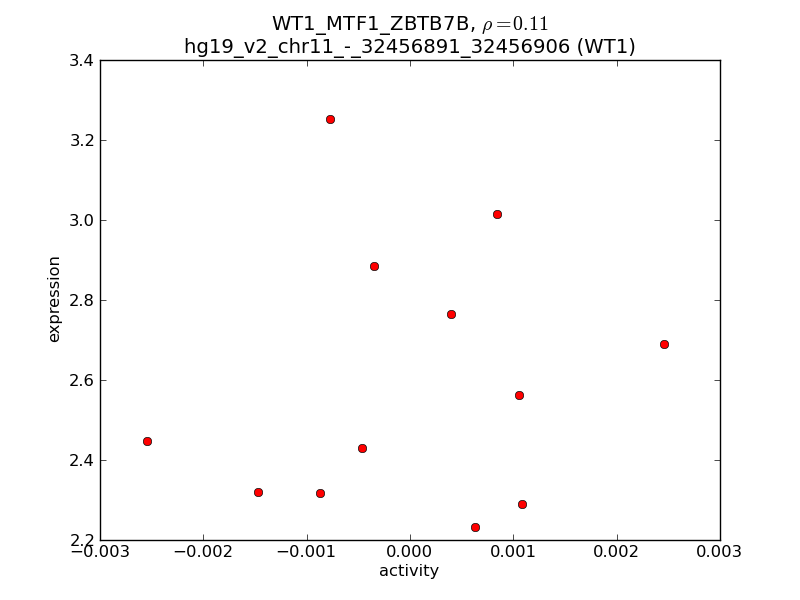 WT1_MTF1_ZBTB7B, ρ=0.11
hg19_v2_chr11_-_32456891_32456906 (WT1)
3.4
3.2
3.0
2.8
2.6
2.4
2.2
expression
−0.003 −0.002 −0.001 0.000 0.001 0.002 0.003
activity